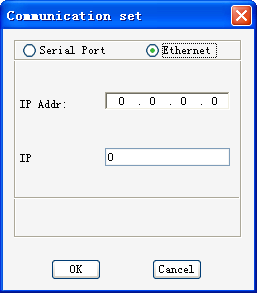 Communication set
Serial Port Ethernet
IP Addr: 0 . 0 . 0 . 0
IP 0
OK Cancel